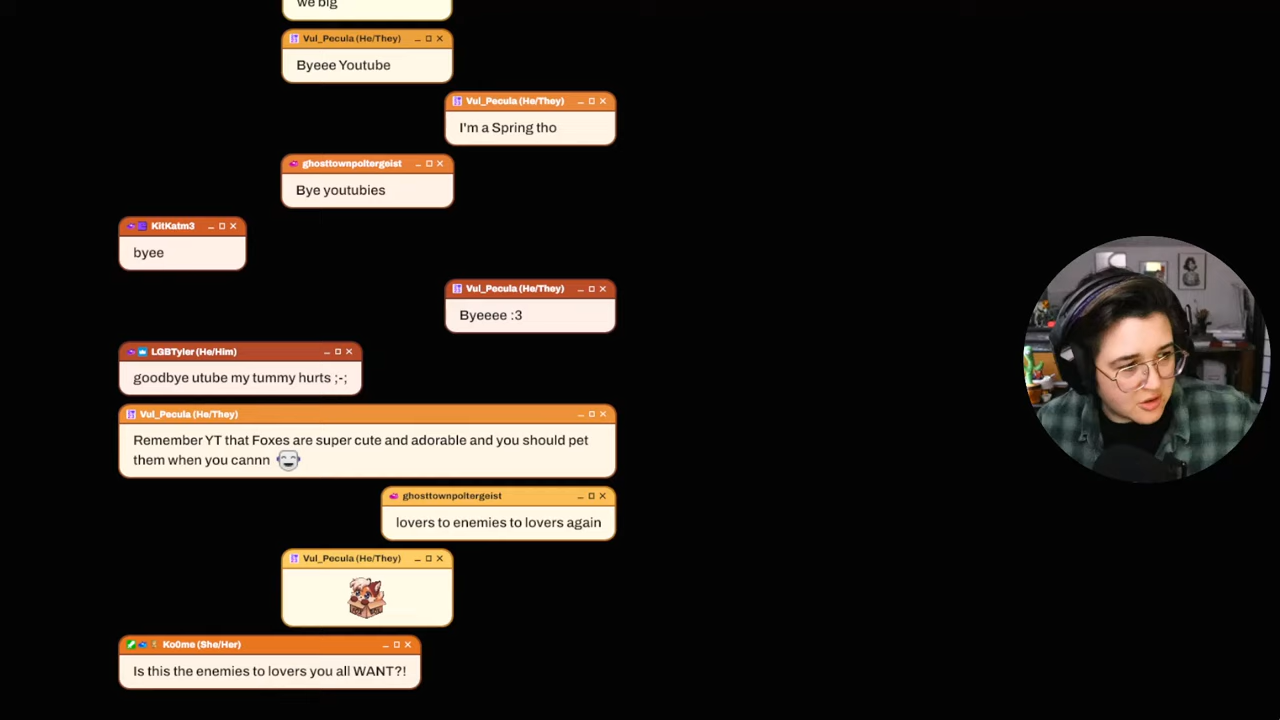 we big
Vul_Pecula (He/They)
Byeee Youtube
Vul_Pecula (He/They)
I'm a Spring tho
ghosttownpoltergeist
Bye youtubies
KitKatm3
byee
Vul_Pecula (He/They)
Byeeee :3
LGBTyler (He/Him)
goodbye utube my tummy hurts ;-;
Vul_Pecula (He/They)
Remember YT that Foxes are super cute and adorable and you should pet
them when you cannn
ghosttownpoltergeist
lovers to enemies to lovers again
Vul_Pecula (He/They)
Ko0me (She/Her)
Is this the enemies to lovers you all WANT?!